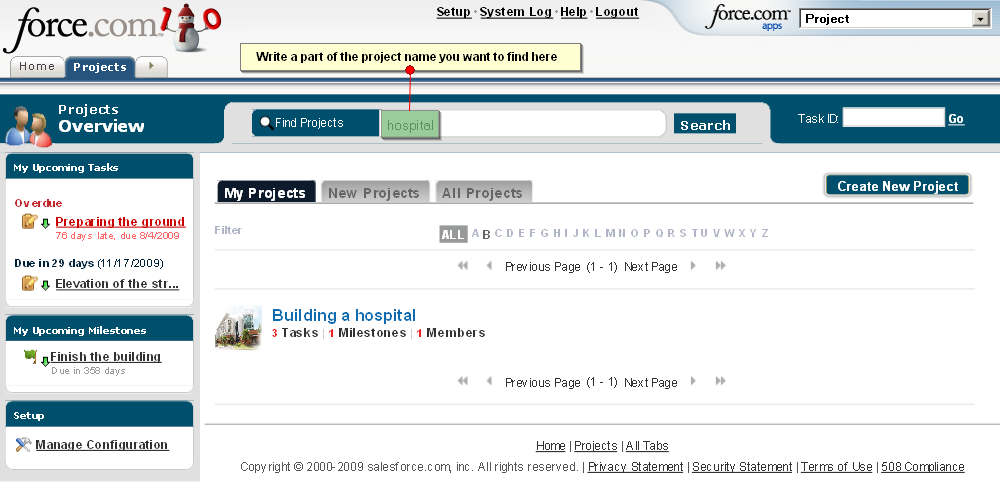 force.com 10
Setup · System Log · Help · Logout
force.com apps
Project
Home
Projects
Write a part of the project name you want to find here
Projects
Overview
Find Projects
hospital
Search
Task ID:
Go
My Upcoming Tasks
Overdue
Preparing the ground
76 days late, due 8/4/2009
Due in 29 days (11/17/2009)
Elevation of the str...
My Upcoming Milestones
Finish the building
Due in 358 days
Setup
Manage Configuration
My Projects
New Projects
All Projects
Create New Project
Filter
ALL A B C D E F G H I J K L M N O P Q R S T U V W X Y Z
Previous Page (1 - 1) Next Page
Building a hospital
3 Tasks | 1 Milestones | 1 Members
Previous Page (1 - 1) Next Page
Home | Projects | All Tabs
Copyright © 2000-2009 salesforce.com, inc. All rights reserved. | Privacy Statement | Security Statement | Terms of Use | 508 Compliance